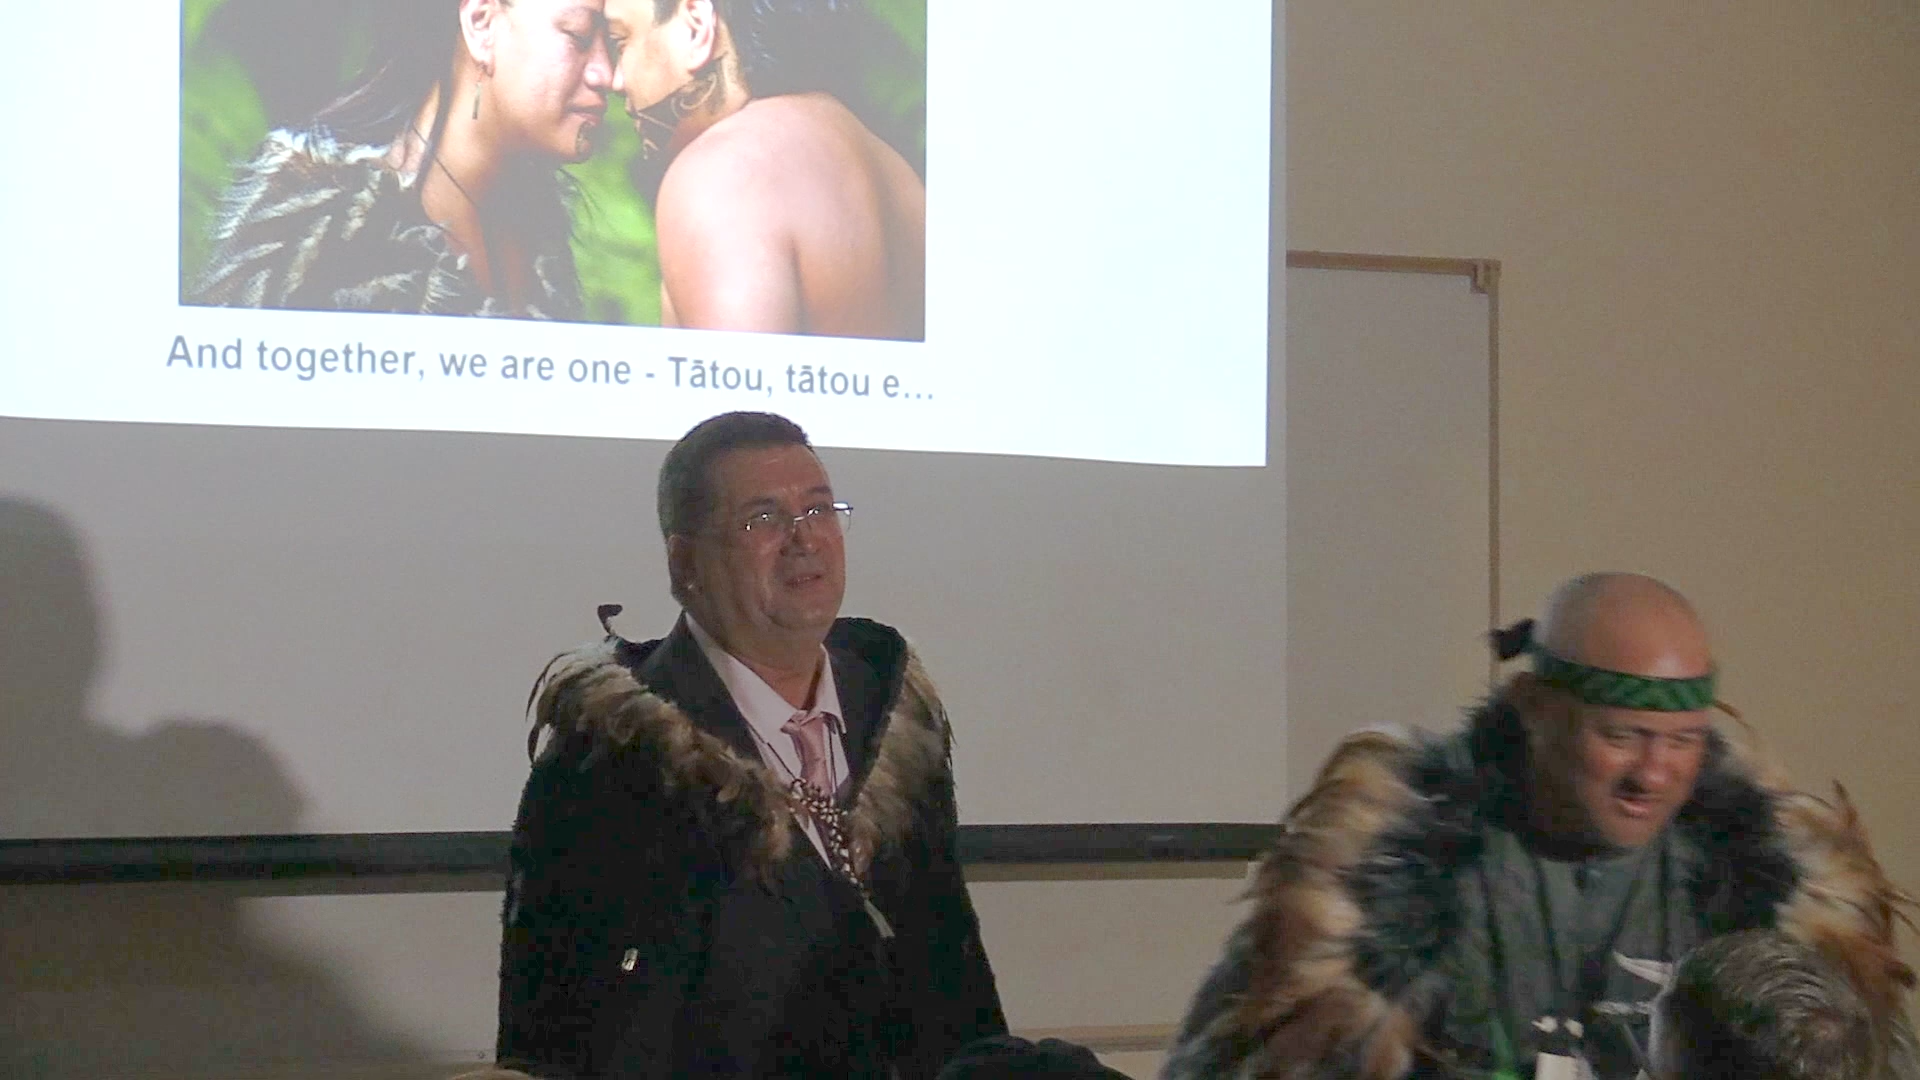 And together, we are one - Tātou, tātou e...